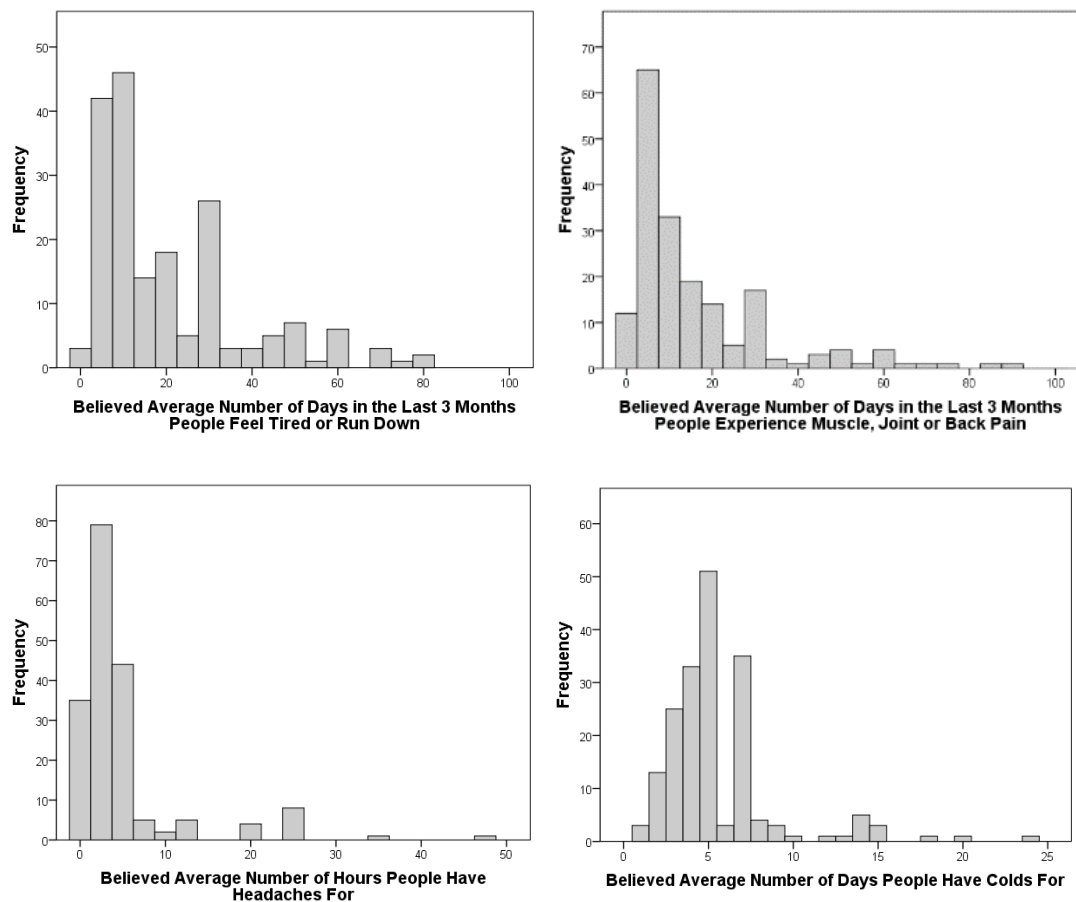 50
40
30
20
10
0
Frequency
0 20 40 60 80 100
Believed Average Number of Days in the Last 3 Months
People Feel Tired or Run Down
70
60
50
40
30
20
10
0
Frequency
0 20 40 60 80 100
Believed Average Number of Days in the Last 3 Months
People Experience Muscle, Joint or Back Pain
80
70
60
50
40
30
20
10
0
Frequency
0 10 20 30 40 50
Believed Average Number of Hours People Have
Headaches For
60
50
40
30
20
10
0
Frequency
0 5 10 15 20 25
Believed Average Number of Days People Have Colds For